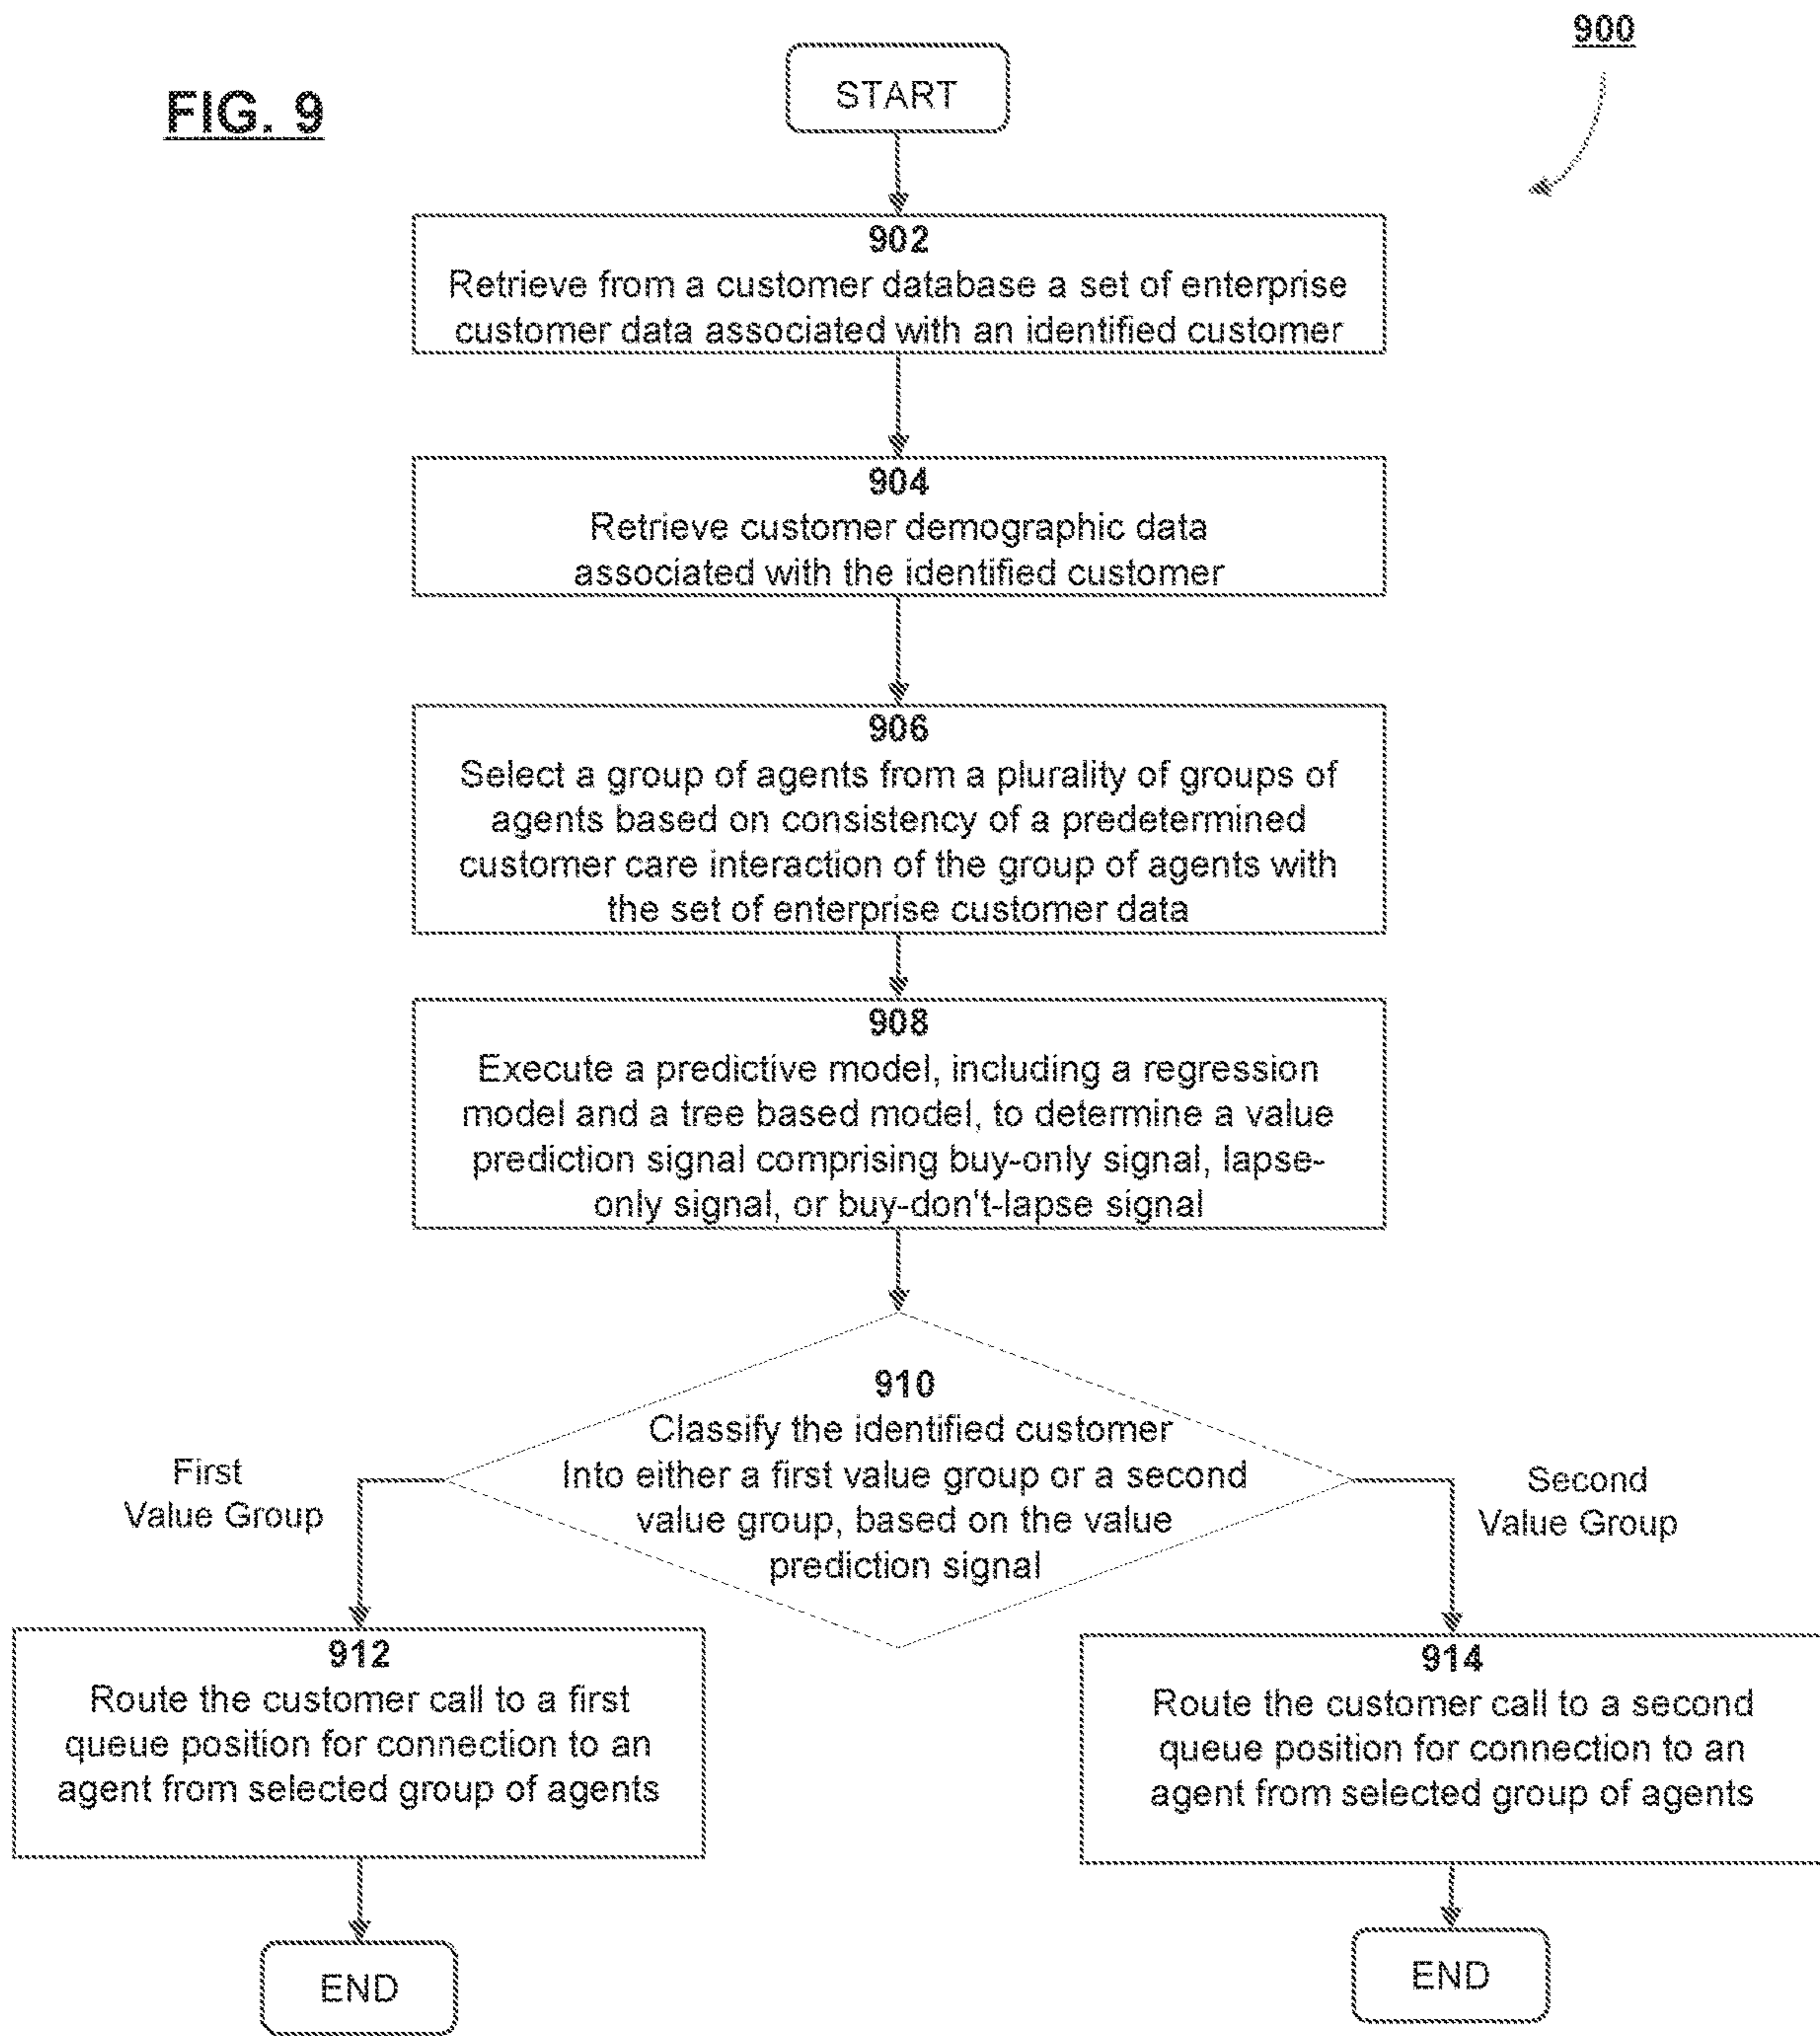 900
FIG. 9
START
902
Retrieve from a customer database a set of enterprise
customer data associated with an identified customer
904
Retrieve customer demographic data
associated with the identified customer
906
Select a group of agents from a plurality of groups of
agents based on consistency of a predetermined
customer care interaction of the group of agents with
the set of enterprise customer data
908
Execute a predictive model, including a regression
model and a tree based model, to determine a value
prediction signal comprising buy-only signal, lapse-
only signal, or buy-don't-lapse signal
910
Classify the identified customer
Into either a first value group or a second
value group, based on the value
prediction signal
First
Value Group
Second
Value Group
912
Route the customer call to a first
queue position for connection to an
agent from selected group of agents
914
Route the customer call to a second
queue position for connection to an
agent from selected group of agents
END
END